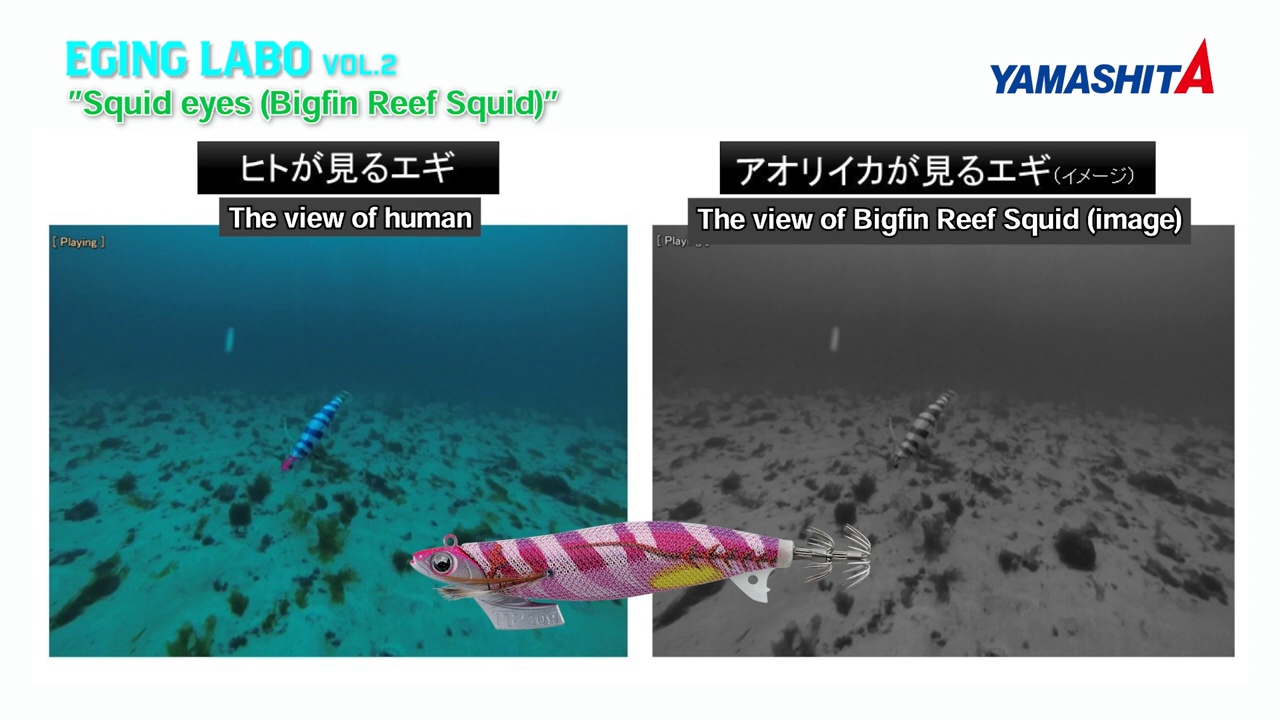 EGING LABO VOL.2
"Squid eyes (Bigfin Reef Squid)"
YAMASHITA
ヒトが見るエギ
The view of human
アオリイカが見るエギ(イメージ)
The view of Bigfin Reef Squid (image)
[ Playing ]
[ Playing